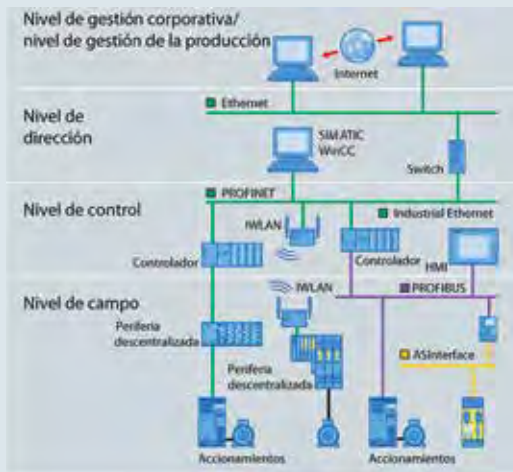 Nivel de gestión corporativa/
nivel de gestión de la producción
Internet
Ethernet
Nivel de
dirección
SIMATIC
WinCC
Switch
PROFINET
Nivel de control
IWLAN
Industrial Ethernet
Controlador
Controlador
HMI
Nivel de campo
IWLAN
PROFIBUS
Periferia
descentralizada
ASInterface
Periferia
descentralizada
Accionamientos
Accionamientos